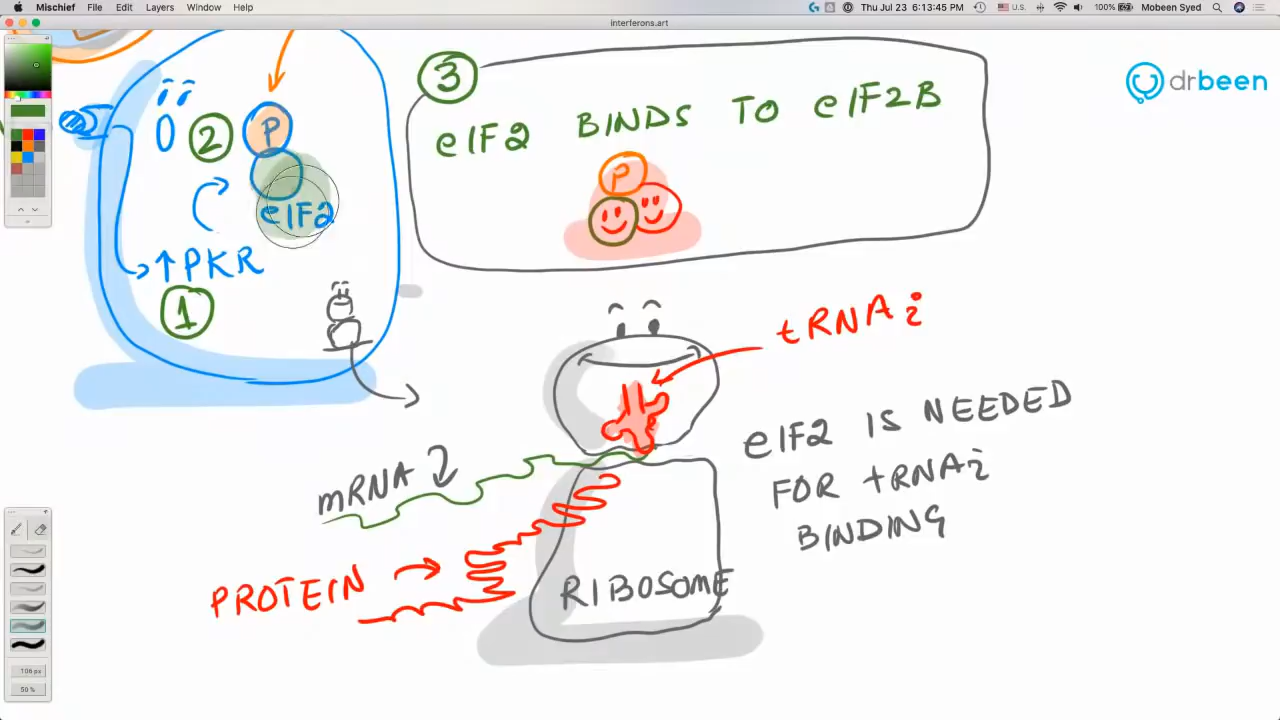 Mischief File Edit Layers Window Help
U.S. 100% Thu Jul 23 6:13:45 PM Mobeen Syed
interferons.art
3
eIF2 BINDS TO eIF2B
P
drbeen
2
P
eIF2
↑PKR
1
tRNAi
eIF2 IS NEEDED
FOR tRNAi
BINDING
mRNA
PROTEIN →
RIBOSOME
106 px
50 %